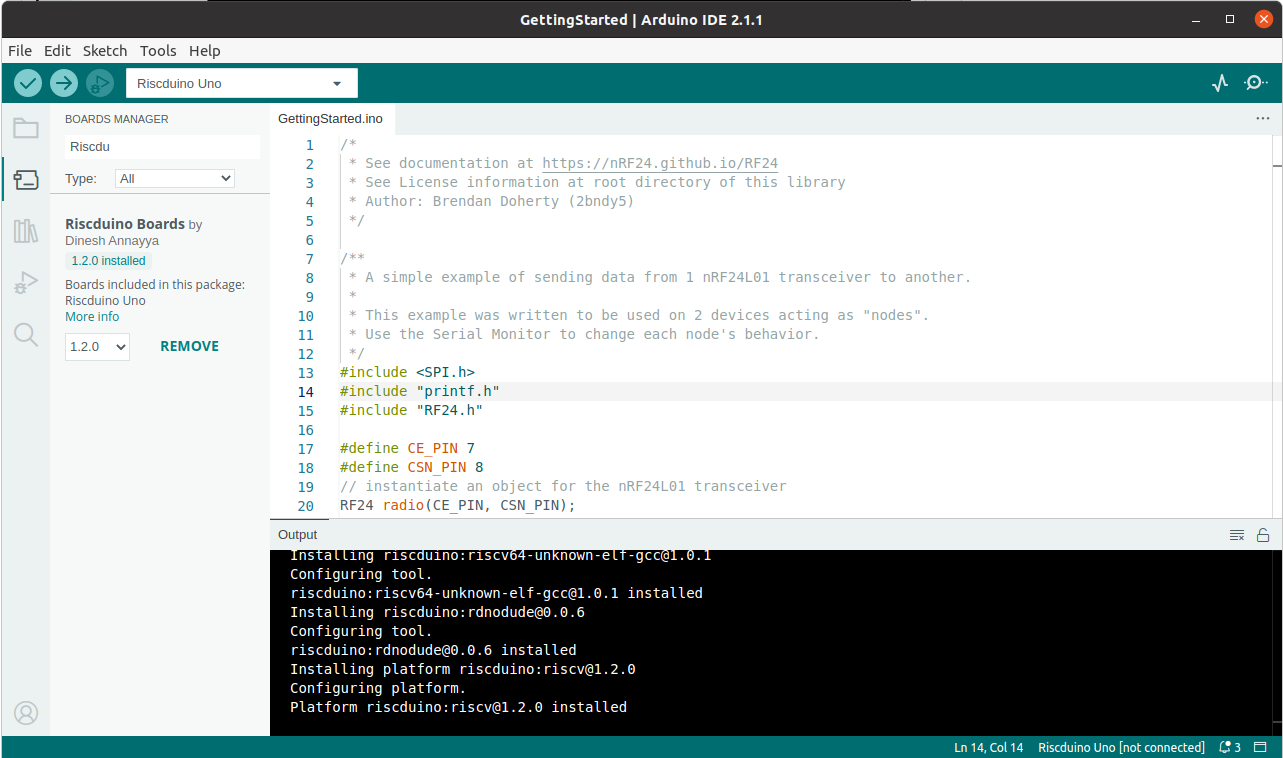 GettingStarted | Arduino IDE 2.1.1
File Edit Sketch Tools Help
Riscduino Uno
BOARDS MANAGER
Riscdu
Type: All
Riscduino Boards by
Dinesh Annayya
1.2.0 installed
Boards included in this package:
Riscduino Uno
More info
1.2.0 REMOVE
GettingStarted.ino
1 /*
2 * See documentation at https://nRF24.github.io/RF24
3 * See License information at root directory of this library
4 * Author: Brendan Doherty (2bndy5)
5 */
6
7 /**
8 * A simple example of sending data from 1 nRF24L01 transceiver to another.
9 *
10 * This example was written to be used on 2 devices acting as "nodes".
11 * Use the Serial Monitor to change each node's behavior.
12 */
13 #include <SPI.h>
14 #include "printf.h"
15 #include "RF24.h"
16
17 #define CE_PIN 7
18 #define CSN_PIN 8
19 // instantiate an object for the nRF24L01 transceiver
20 RF24 radio(CE_PIN, CSN_PIN);
Output
Installing riscduino:riscv64-unknown-elf-gcc@1.0.1
Configuring tool.
riscduino:riscv64-unknown-elf-gcc@1.0.1 installed
Installing riscduino:rdnodude@0.0.6
Configuring tool.
riscduino:rdnodude@0.0.6 installed
Installing platform riscduino:riscv@1.2.0
Configuring platform.
Platform riscduino:riscv@1.2.0 installed
Ln 14, Col 14 Riscduino Uno [not connected] 3